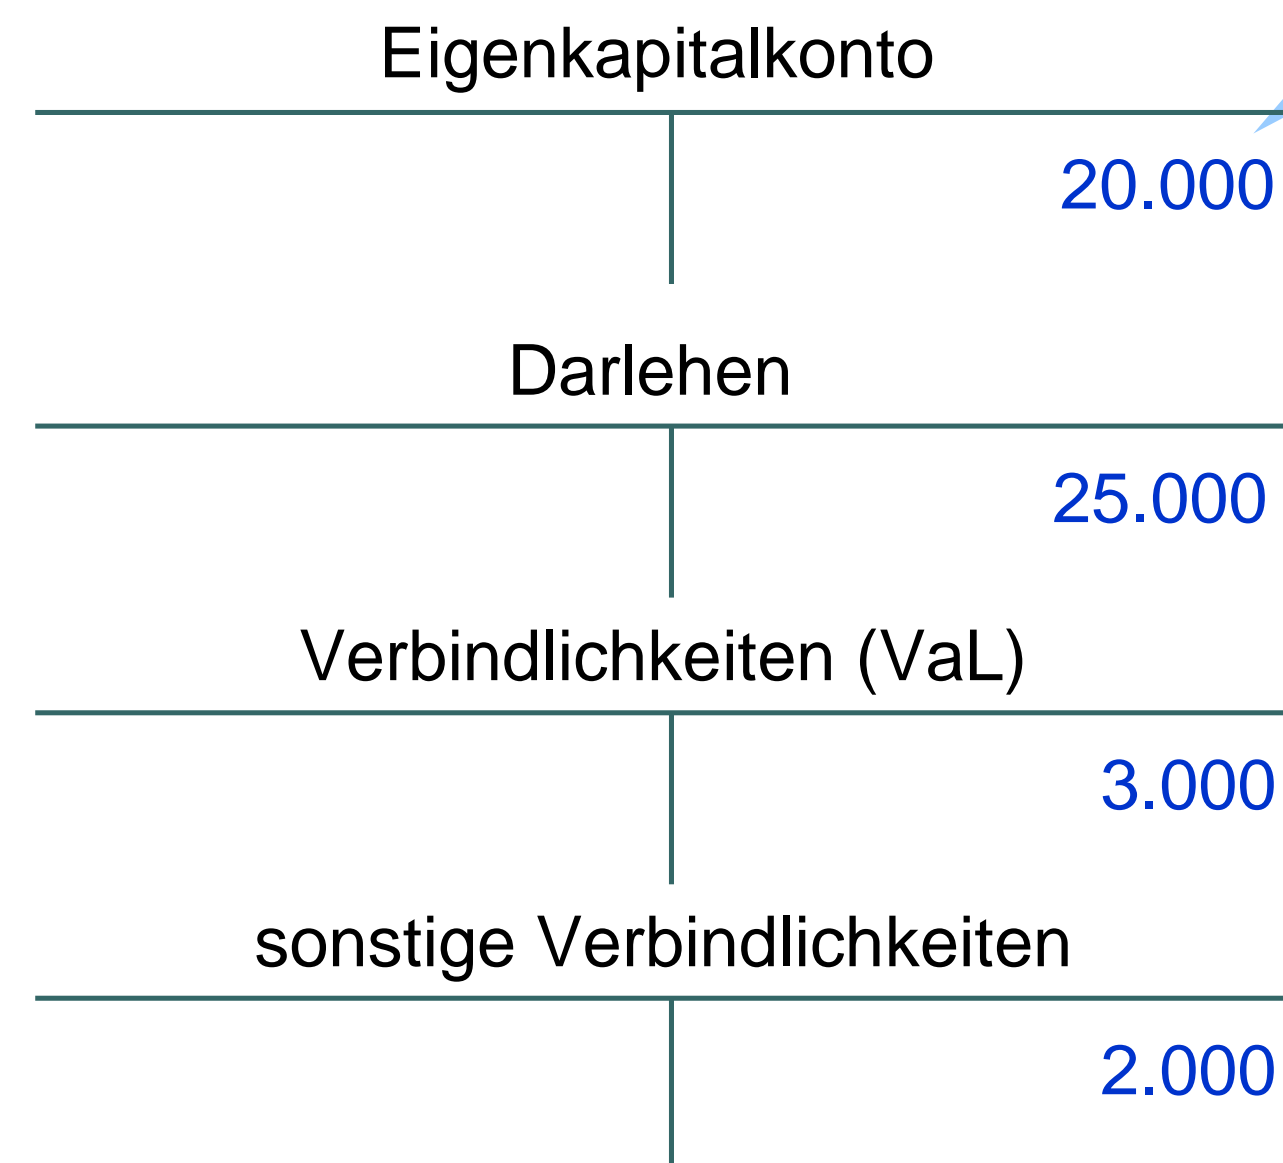 Eigenkapitalkonto
20.000
Darlehen
25.000
Verbindlichkeiten (VaL)
3.000
sonstige Verbindlichkeiten
2.000